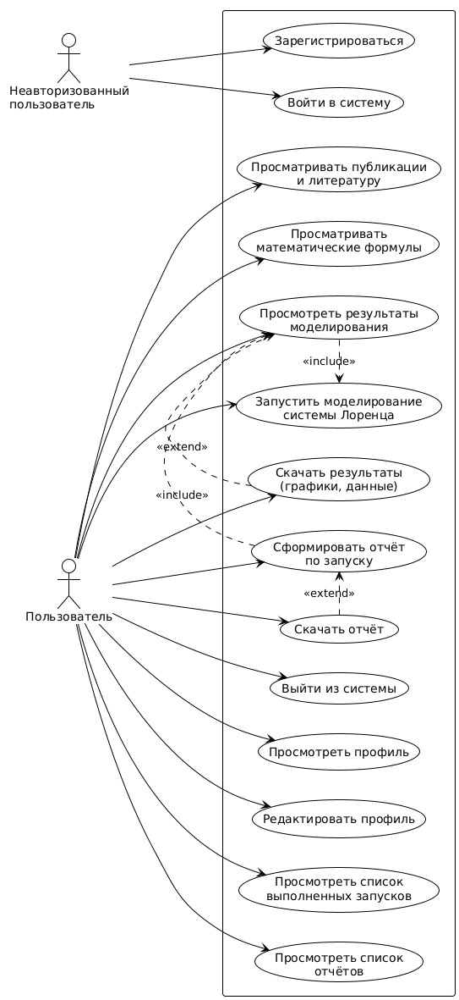 Зарегистрироваться
Неавторизованный
пользователь
Войти в систему
Просматривать публикации
и литературу
Просматривать
математические формулы
Просмотреть результаты
моделирования
«include»
Запустить моделирование
системы Лоренца
«extend»
Скачать результаты
(графики, данные)
«include»
Сформировать отчёт
по запуску
«extend»
Пользователь
Скачать отчёт
Выйти из системы
Просмотреть профиль
Редактировать профиль
Просмотреть список
выполненных запусков
Просмотреть список
отчётов